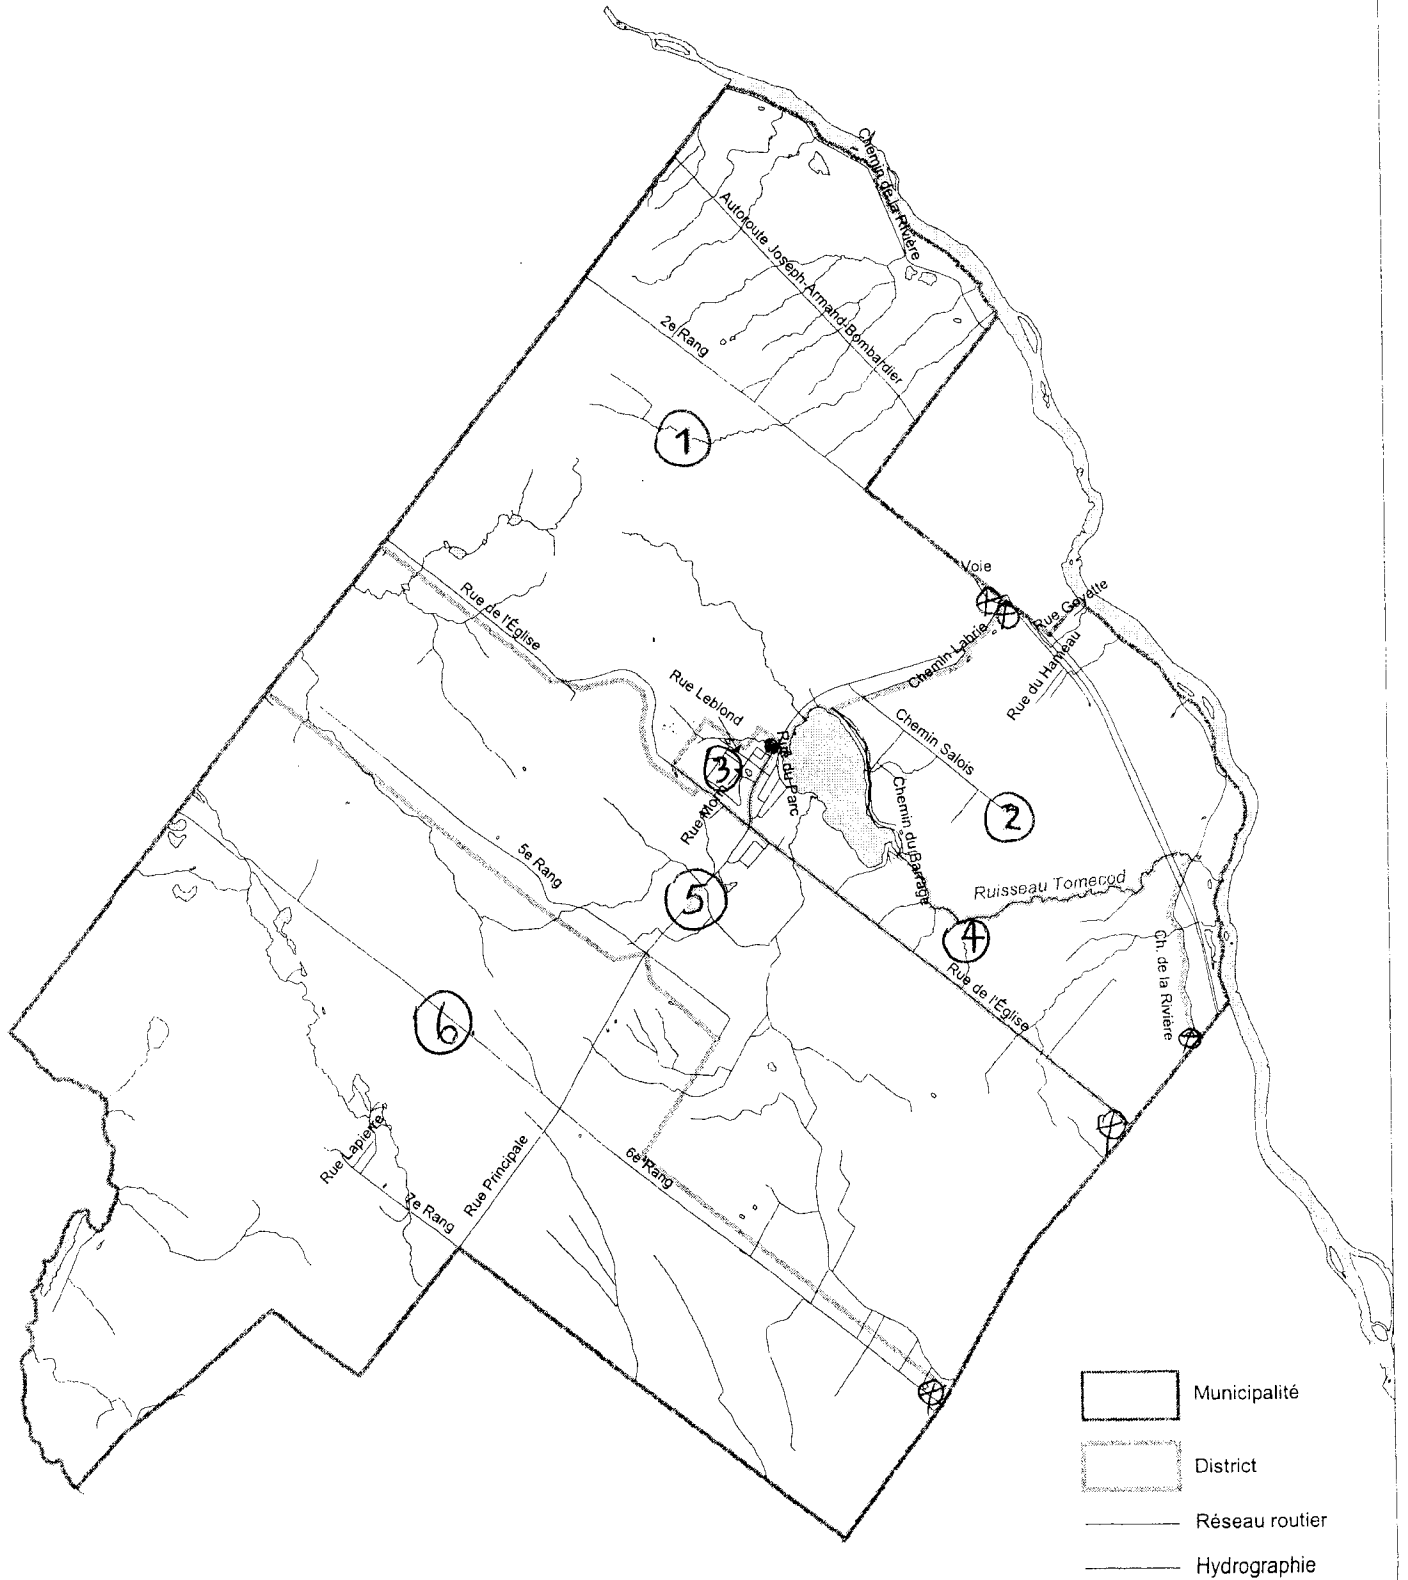 Chemin de la Rivière
Autoroute Joseph-Armand-Bombardier
2e Rang
1
Voie
Rue de l'Église
Rue Goyette
Chemin Labrie
Rue du Hameau
Rue Leblond
Chemin Salois
3
Rue du Parc
2
Chemin du Barrage
5e Rang
Ruisseau Tomecod
5
4
Ch. de la Rivière
Rue de l'Église
6
Rue Lapierre
Rue Principale
6e Rang
7e Rang
Municipalité
District
Réseau routier
Hydrographie